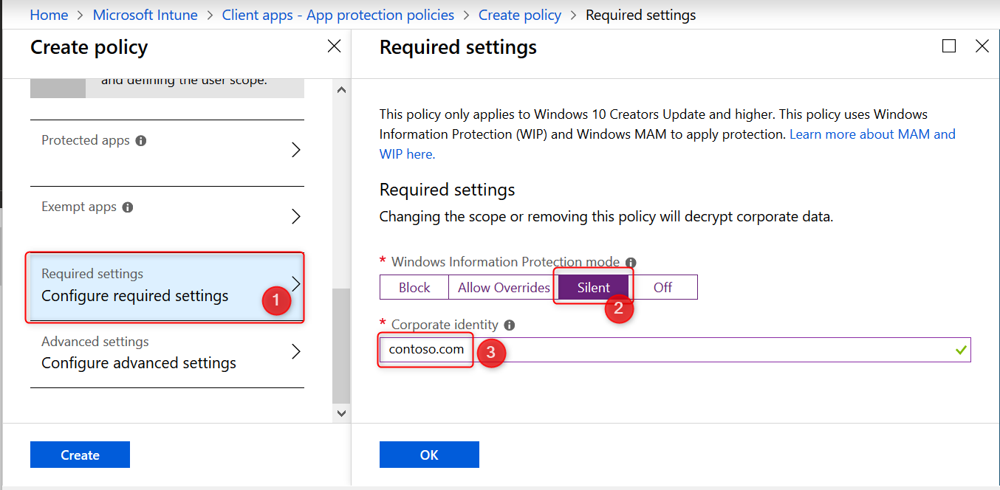 Home > Microsoft Intune > Client apps - App protection policies > Create policy > Required settings
Create policy
and defining the user scope.
Protected apps
Exempt apps
Required settings
Configure required settings
1
Advanced settings
Configure advanced settings
Create
Required settings
This policy only applies to Windows 10 Creators Update and higher. This policy uses Windows
Information Protection (WIP) and Windows MAM to apply protection. Learn more about MAM and
WIP here.
Required settings
Changing the scope or removing this policy will decrypt corporate data.
* Windows Information Protection mode
Block Allow Overrides Silent Off
2
* Corporate identity
contoso.com
3
OK